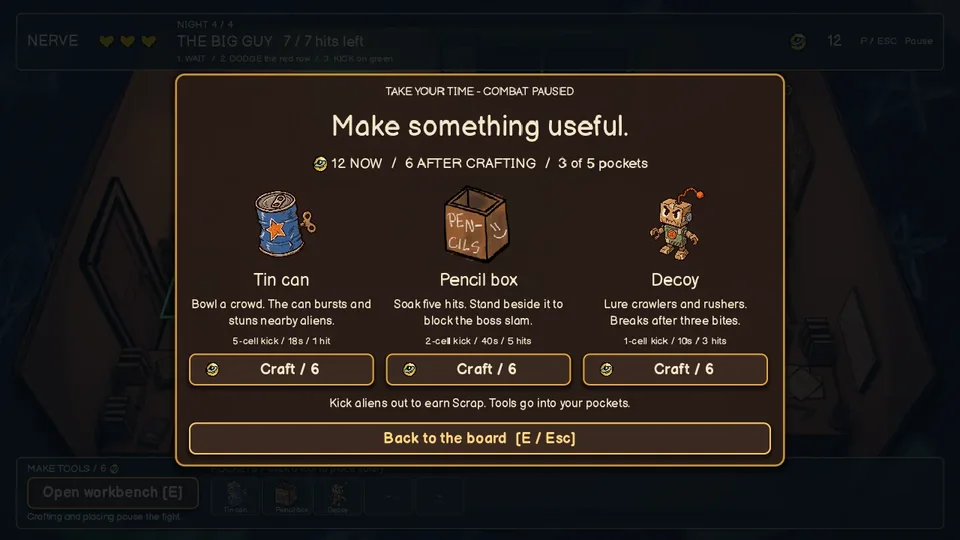 NIGHT 4 / 4
NERVE
THE BIG GUY 7 / 7 hits left
12
P / ESC Pause
1. WAIT / 2. DODGE the red row / 3. KICK on green
TAKE YOUR TIME - COMBAT PAUSED
Make something useful.
12 NOW / 6 AFTER CRAFTING / 3 of 5 pockets
PEN-
CILS
Tin can
Pencil box
Decoy
Bowl a crowd. The can bursts and
stuns nearby aliens.
Soak five hits. Stand beside it to
block the boss slam.
Lure crawlers and rushers.
Breaks after three bites.
5-cell kick / 18s / 1 hit
2-cell kick / 40s / 5 hits
1-cell kick / 10s / 3 hits
Craft / 6
Craft / 6
Craft / 6
Kick aliens out to earn Scrap. Tools go into your pockets.
Back to the board [E / Esc]
MAKE TOOLS / 6
Open workbench [E]
Tin can
Pencil box
Decoy
Crafting and placing pause the fight.